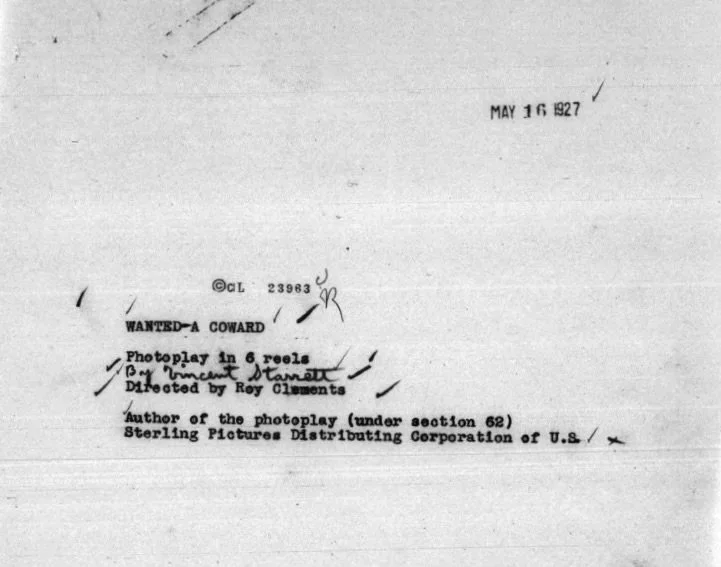 MAY 16 1927
©CL 23963
WANTED-A COWARD
Photoplay in 6 reels
By Vincent Starrett
Directed by Roy Clements
Author of the photoplay (under section 62)
Sterling Pictures Distributing Corporation of U.S.